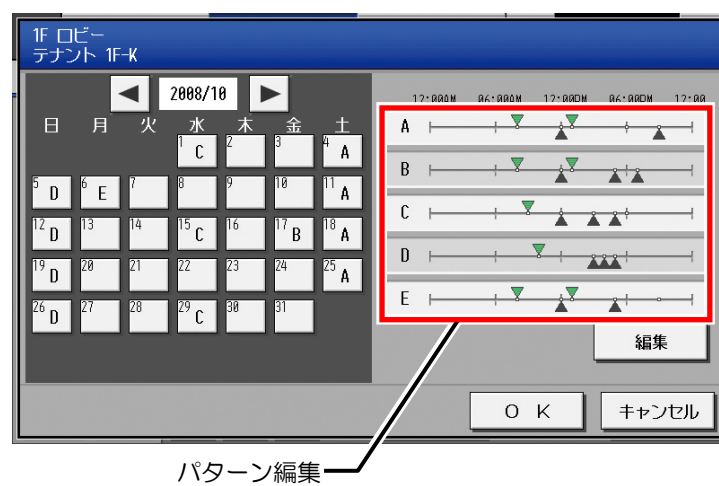 1F ロビー
テナント 1F-K
2008/10
12:00AM 06:00AM 12:00PM 06:00PM 12:00
日 月 火 水 木 金 土
1 C 2 3 4 A
5 D 6 E 7 8 9 10 11 A
12 D 13 14 15 C 16 17 B 18 A
19 D 20 21 22 23 24 25 A
26 D 27 28 29 C 30 31
A
B
C
D
E
編集
OK キャンセル
パターン編集